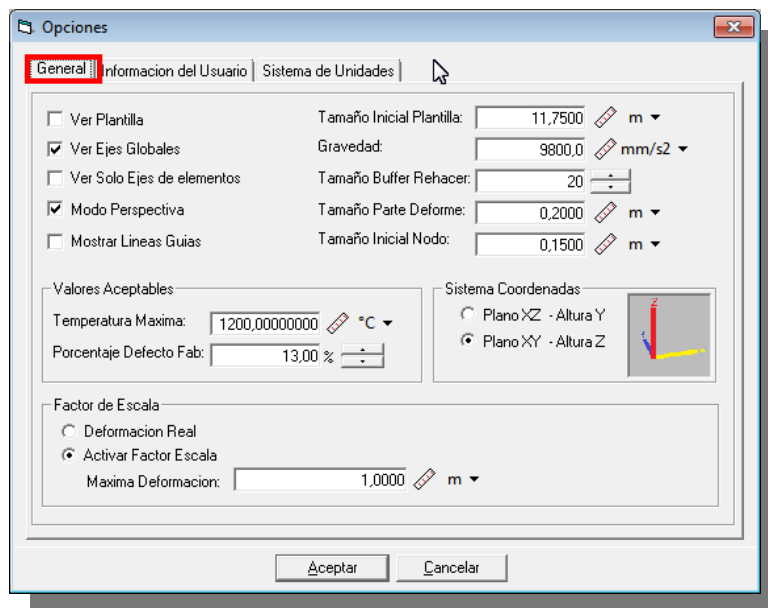 Opciones
General Informacion del Usuario Sistema de Unidades
Ver Plantilla Tamaño Inicial Plantilla: 11,7500 m
Ver Ejes Globales Gravedad: 9800,0 mm/s2
Ver Solo Ejes de elementos Tamaño Buffer Rehacer: 20
Modo Perspectiva Tamaño Parte Deforme: 0,2000 m
Mostrar Lineas Guias Tamaño Inicial Nodo: 0,1500 m
Valores Aceptables Sistema Coordenadas
Temperatura Maxima: 1200,00000000 °C Plano XZ - Altura Y Z
Porcentaje Defecto Fab: 13,00 % Plano XY - Altura Z
Factor de Escala
Deformacion Real
Activar Factor Escala
Maxima Deformacion: 1,0000 m
Aceptar Cancelar